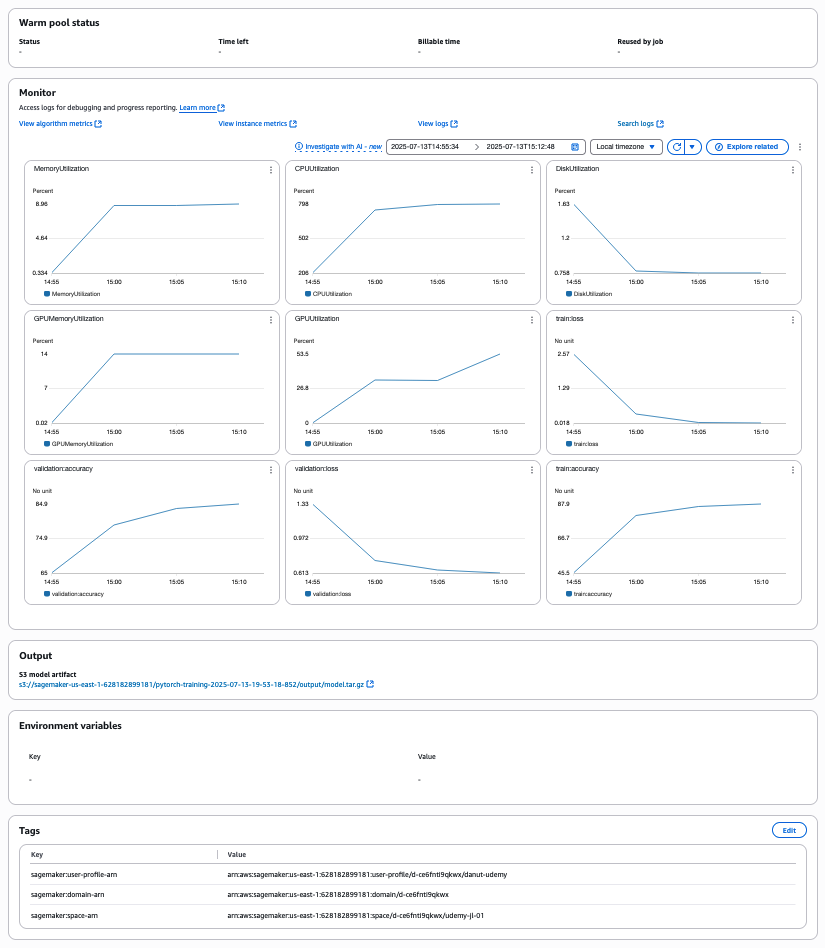 Warm pool status
Status Time left Billable time Reused by job
- - - -
Monitor
Access logs for debugging and progress reporting. Learn more
View algorithm metrics View instance metrics View logs Search logs
Investigate with AI - new 2025-07-13T14:55:34 2025-07-13T15:12:48 Local timezone Explore related
MemoryUtilization
Percent
8.96
4.64
0.334
14:55 15:00 15:05 15:10
MemoryUtilization
CPUUtilization
Percent
798
502
206
14:55 15:00 15:05 15:10
CPUUtilization
DiskUtilization
Percent
1.63
1.2
0.758
14:55 15:00 15:05 15:10
DiskUtilization
GPUMemoryUtilization
Percent
14
7
0.02
14:55 15:00 15:05 15:10
GPUMemoryUtilization
GPUUtilization
Percent
53.5
26.8
0
14:55 15:00 15:05 15:10
GPUUtilization
train:loss
No unit
2.57
1.29
0.018
14:55 15:00 15:05 15:10
train:loss
validation:accuracy
No unit
84.9
74.9
65
14:55 15:00 15:05 15:10
validation:accuracy
validation:loss
No unit
1.33
0.972
0.613
14:55 15:00 15:05 15:10
validation:loss
train:accuracy
No unit
87.9
66.7
45.5
14:55 15:00 15:05 15:10
train:accuracy
Output
S3 model artifact
s3://sagemaker-us-east-1-628182899181/pytorch-training-2025-07-13-19-53-18-852/output/model.tar.gz
Environment variables
Key Value
- -
Tags Edit
Key Value
sagemaker:user-profile-arn arn:aws:sagemaker:us-east-1:628182899181:user-profile/d-ce6fnti9qkwx/danut-udemy
sagemaker:domain-arn arn:aws:sagemaker:us-east-1:628182899181:domain/d-ce6fnti9qkwx
sagemaker:space-arn arn:aws:sagemaker:us-east-1:628182899181:space/d-ce6fnti9qkwx/udemy-jl-01